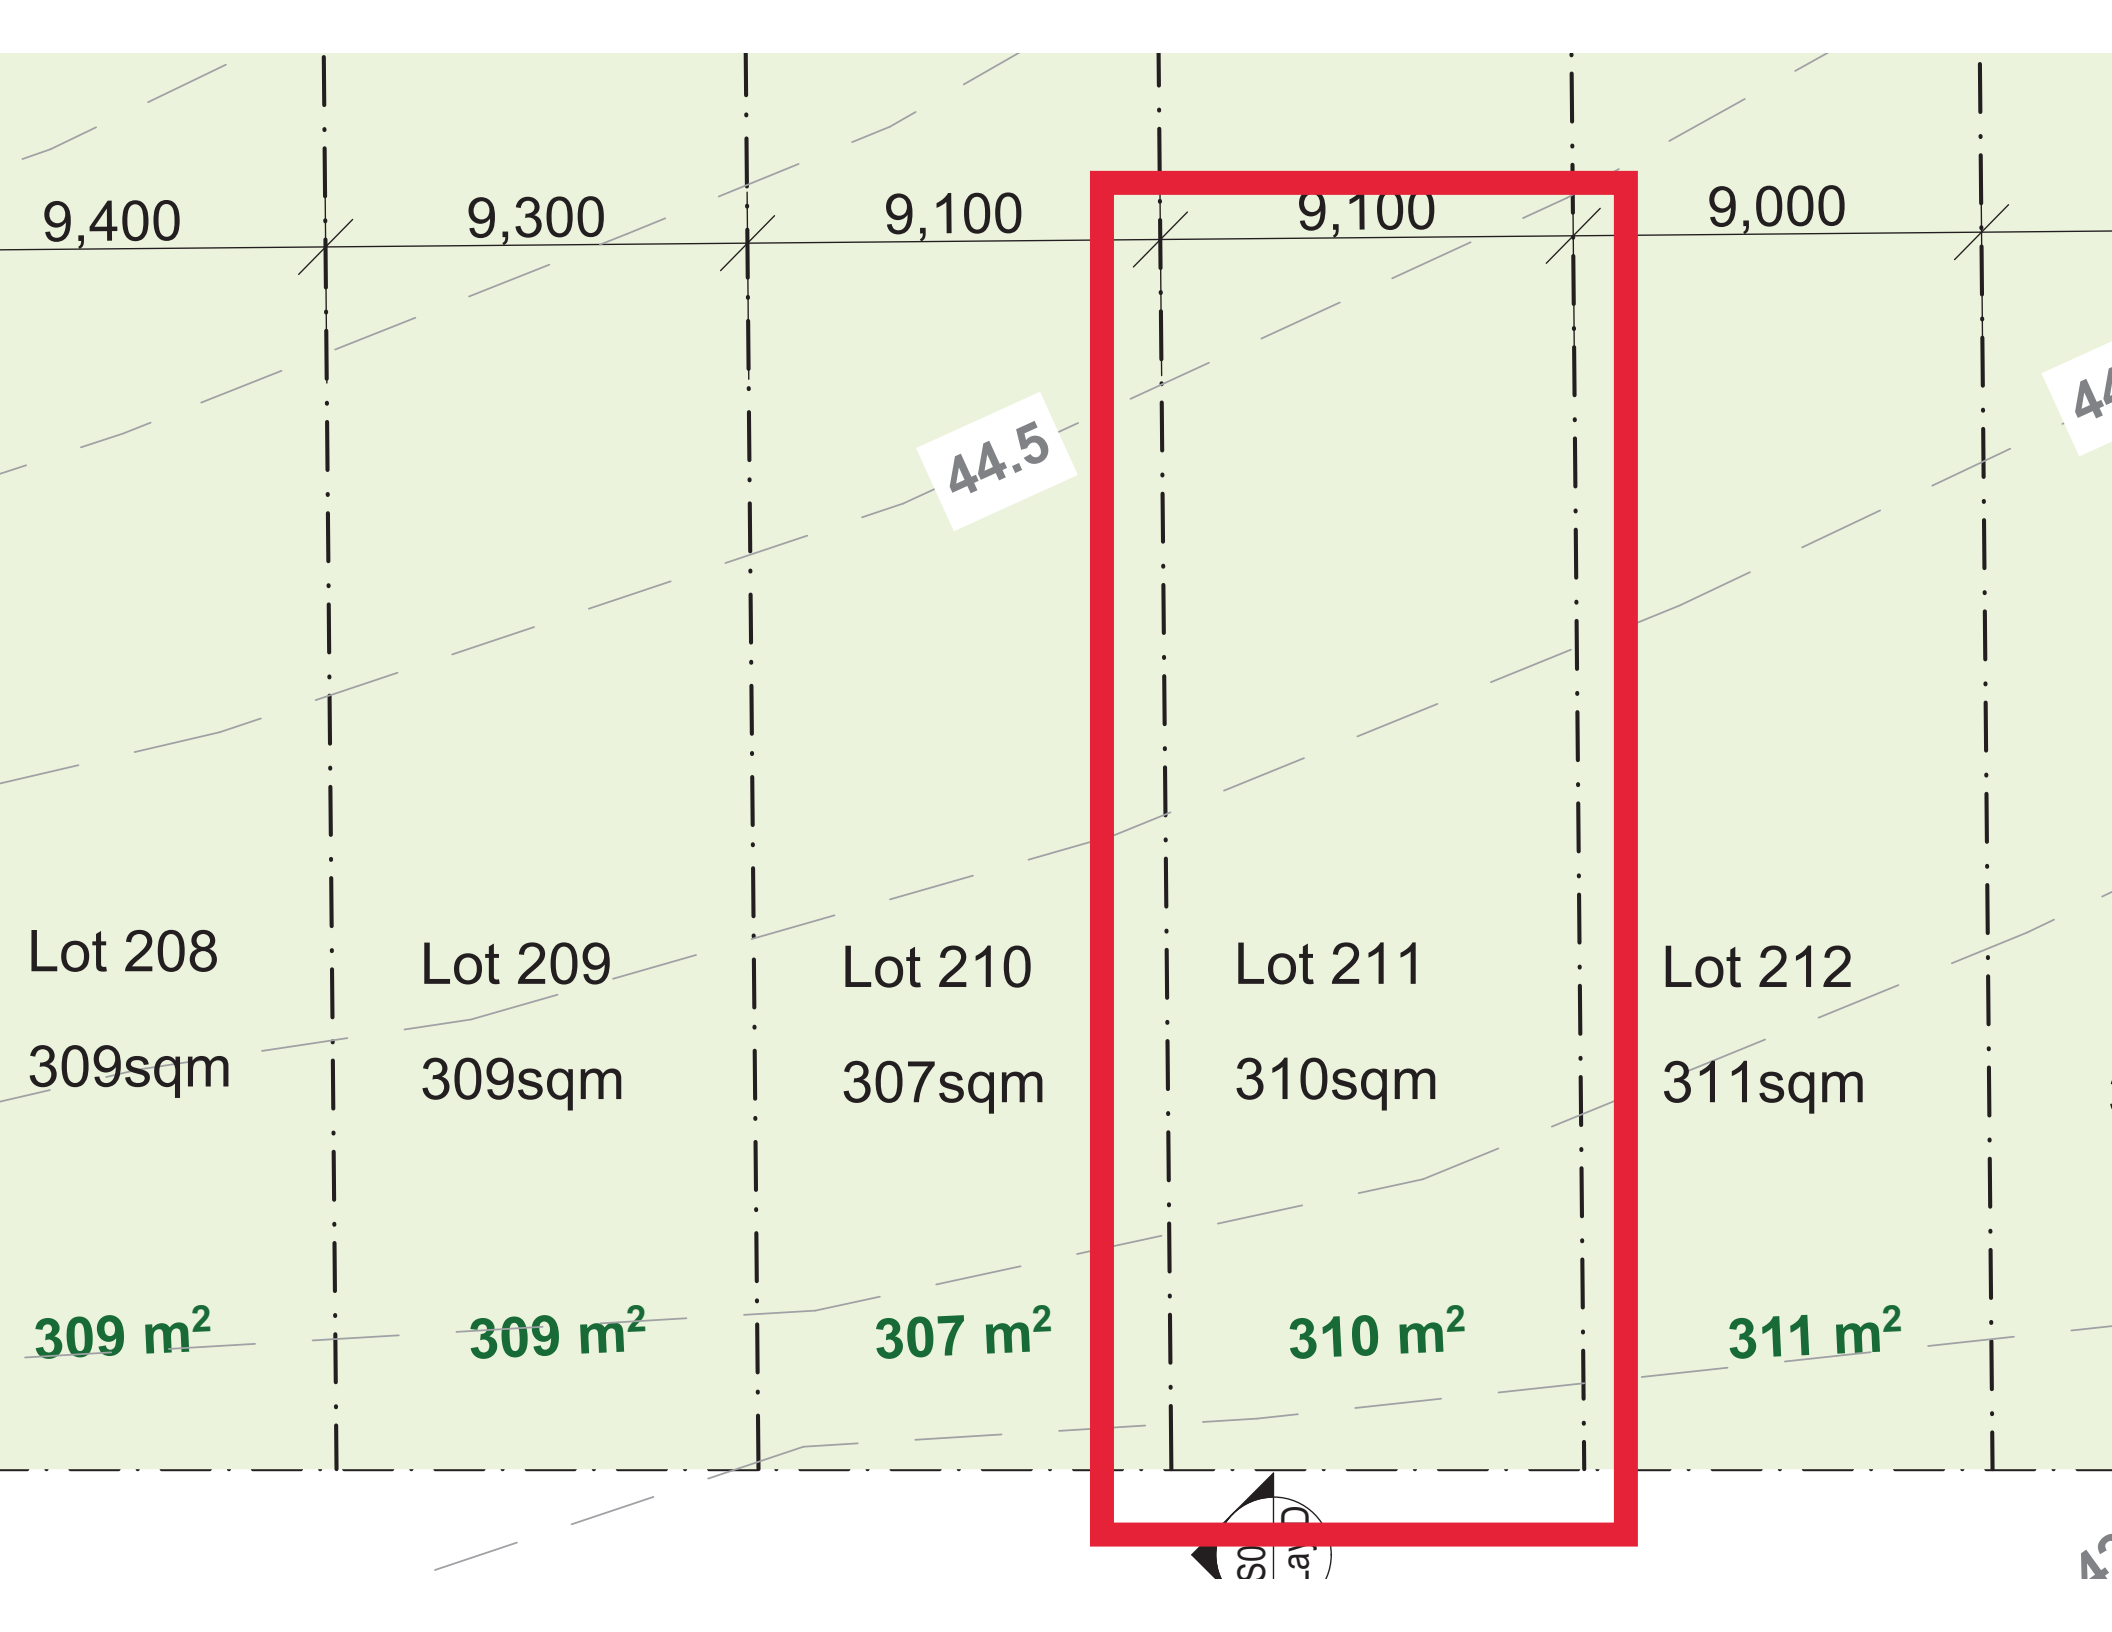 9,400
9,300
9,100
9,100
9,000
44.5
Lot 208
Lot 209
Lot 210
Lot 211
Lot 212
309sqm
309sqm
307sqm
310sqm
311sqm
309 m²
309 m²
307 m²
310 m²
311 m²